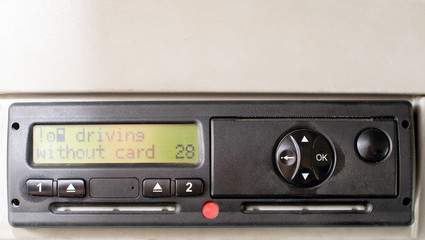 !o driving
without card 28
OK
1 2